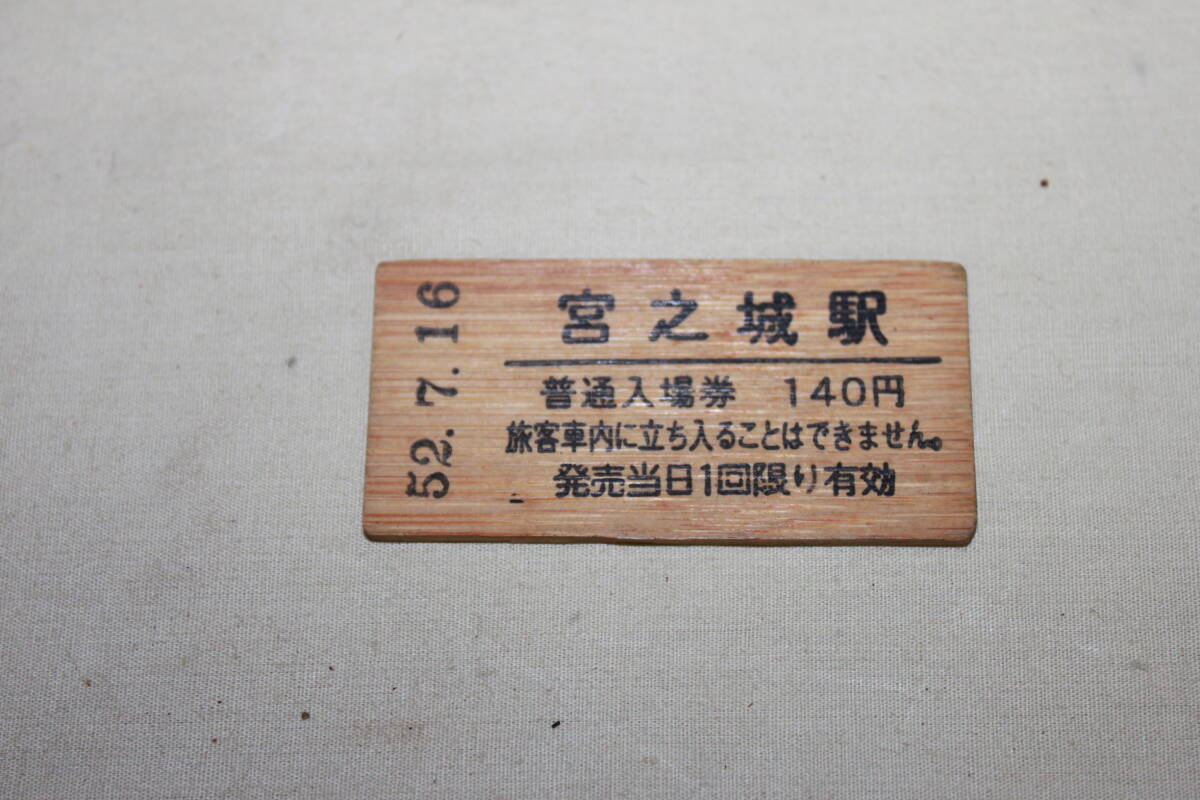 宮之城駅
普通入場券 140円
旅客車内に立ち入ることはできません。
発売当日1回限り有効
52.7.16